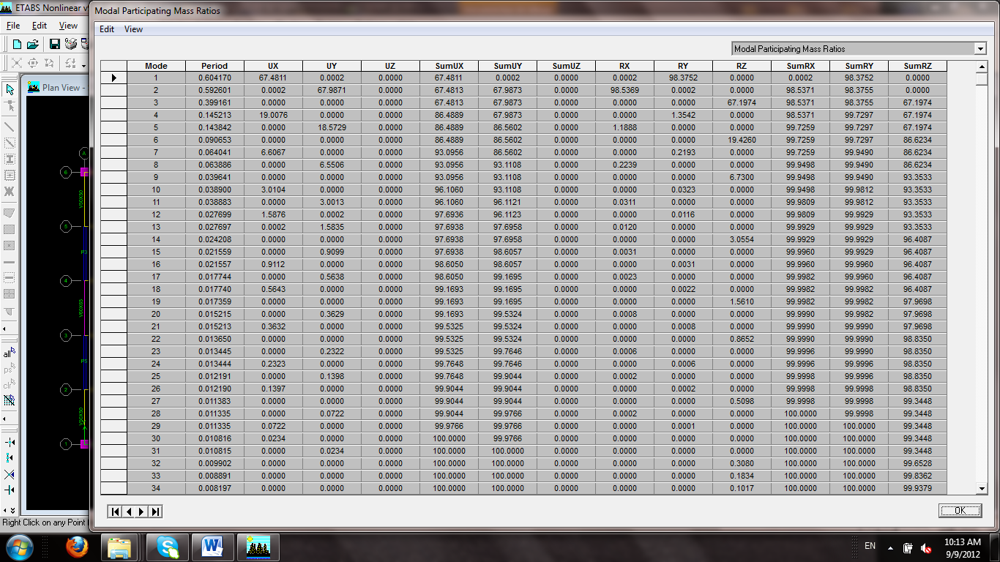 ETABS Nonlinear v
Modal Participating Mass Ratios
File Edit View
Edit View
Modal Participating Mass Ratios
Plan View -
Mode Period UX UY UZ SumUX SumUY SumUZ RX RY RZ SumRX SumRY SumRZ
1 0.604170 67.4811 0.0002 0.0000 67.4811 0.0002 0.0000 0.0002 98.3752 0.0000 0.0002 98.3752 0.0000
2 0.592601 0.0002 67.9871 0.0000 67.4813 67.9873 0.0000 98.5369 0.0002 0.0000 98.5371 98.3755 0.0000
3 0.399161 0.0000 0.0000 0.0000 67.4813 67.9873 0.0000 0.0000 0.0000 67.1974 98.5371 98.3755 67.1974
4 0.145213 19.0076 0.0000 0.0000 86.4889 67.9873 0.0000 0.0000 1.3542 0.0000 98.5371 99.7297 67.1974
5 0.143842 0.0000 18.5729 0.0000 86.4889 86.5602 0.0000 1.1888 0.0000 0.0000 99.7259 99.7297 67.1974
6 0.090653 0.0000 0.0000 0.0000 86.4889 86.5602 0.0000 0.0000 0.0000 19.4260 99.7259 99.7297 86.6234
7 0.064041 6.6067 0.0000 0.0000 93.0956 86.5602 0.0000 0.0000 0.2193 0.0000 99.7259 99.9490 86.6234
8 0.063886 0.0000 6.5506 0.0000 93.0956 93.1108 0.0000 0.2239 0.0000 0.0000 99.9498 99.9490 86.6234
9 0.039641 0.0000 0.0000 0.0000 93.0956 93.1108 0.0000 0.0000 0.0000 6.7300 99.9498 99.9490 93.3533
10 0.038900 3.0104 0.0000 0.0000 96.1060 93.1108 0.0000 0.0000 0.0323 0.0000 99.9498 99.9812 93.3533
11 0.038883 0.0000 3.0013 0.0000 96.1060 96.1121 0.0000 0.0311 0.0000 0.0000 99.9809 99.9812 93.3533
12 0.027699 1.5876 0.0002 0.0000 97.6936 96.1123 0.0000 0.0000 0.0116 0.0000 99.9809 99.9929 93.3533
13 0.027697 0.0002 1.5835 0.0000 97.6938 97.6958 0.0000 0.0120 0.0000 0.0000 99.9929 99.9929 93.3533
14 0.024208 0.0000 0.0000 0.0000 97.6938 97.6958 0.0000 0.0000 0.0000 3.0554 99.9929 99.9929 96.4087
15 0.021559 0.0000 0.9099 0.0000 97.6938 98.6057 0.0000 0.0031 0.0000 0.0000 99.9960 99.9929 96.4087
16 0.021557 0.9112 0.0000 0.0000 98.6050 98.6057 0.0000 0.0000 0.0031 0.0000 99.9960 99.9960 96.4087
17 0.017744 0.0000 0.5638 0.0000 98.6050 99.1695 0.0000 0.0023 0.0000 0.0000 99.9982 99.9960 96.4087
18 0.017740 0.5643 0.0000 0.0000 99.1693 99.1695 0.0000 0.0000 0.0022 0.0000 99.9982 99.9982 96.4087
19 0.017359 0.0000 0.0000 0.0000 99.1693 99.1695 0.0000 0.0000 0.0000 1.5610 99.9982 99.9982 97.9698
20 0.015215 0.0000 0.3629 0.0000 99.1693 99.5324 0.0000 0.0008 0.0000 0.0000 99.9990 99.9982 97.9698
21 0.015213 0.3632 0.0000 0.0000 99.5325 99.5324 0.0000 0.0000 0.0008 0.0000 99.9990 99.9990 97.9698
22 0.013650 0.0000 0.0000 0.0000 99.5325 99.5324 0.0000 0.0000 0.0000 0.8652 99.9990 99.9990 98.8350
23 0.013445 0.0000 0.2322 0.0000 99.5325 99.7646 0.0000 0.0006 0.0000 0.0000 99.9996 99.9990 98.8350
24 0.013444 0.2323 0.0000 0.0000 99.7648 99.7646 0.0000 0.0000 0.0006 0.0000 99.9996 99.9996 98.8350
25 0.012191 0.0000 0.1398 0.0000 99.7648 99.9044 0.0000 0.0002 0.0000 0.0000 99.9998 99.9996 98.8350
26 0.012190 0.1397 0.0000 0.0000 99.9044 99.9044 0.0000 0.0000 0.0002 0.0000 99.9998 99.9998 98.8350
27 0.011383 0.0000 0.0000 0.0000 99.9044 99.9044 0.0000 0.0000 0.0000 0.5098 99.9998 99.9998 99.3448
28 0.011335 0.0000 0.0722 0.0000 99.9044 99.9766 0.0000 0.0002 0.0000 0.0000 100.0000 99.9998 99.3448
29 0.011335 0.0722 0.0000 0.0000 99.9766 99.9766 0.0000 0.0000 0.0001 0.0000 100.0000 100.0000 99.3448
30 0.010816 0.0234 0.0000 0.0000 100.0000 99.9766 0.0000 0.0000 0.0000 0.0000 100.0000 100.0000 99.3448
31 0.010815 0.0000 0.0234 0.0000 100.0000 100.0000 0.0000 0.0000 0.0000 0.0000 100.0000 100.0000 99.3448
32 0.009902 0.0000 0.0000 0.0000 100.0000 100.0000 0.0000 0.0000 0.0000 0.3080 100.0000 100.0000 99.6528
33 0.008891 0.0000 0.0000 0.0000 100.0000 100.0000 0.0000 0.0000 0.0000 0.1834 100.0000 100.0000 99.8362
34 0.008197 0.0000 0.0000 0.0000 100.0000 100.0000 0.0000 0.0000 0.0000 0.1017 100.0000 100.0000 99.9379
A
6
5
4
3
2
1
all
ps
clr
OK
Right Click on any Point
EN
10:13 AM
9/9/2012